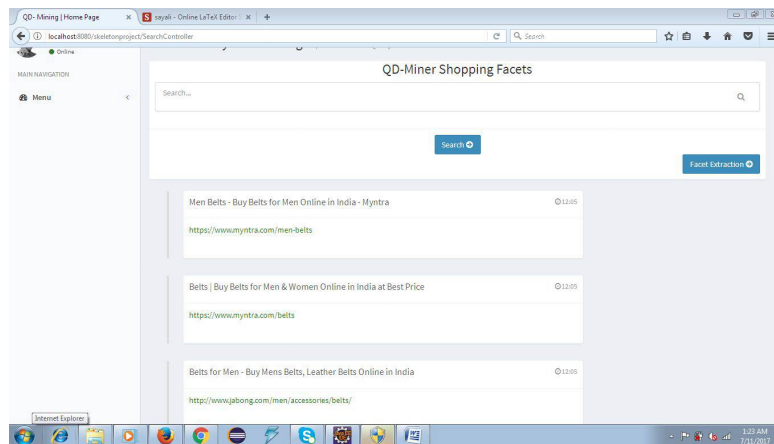 QD- Mining | Home Page
sayali - Online LaTeX Editor
localhost:8080/skeletonproject/SearchController
Search
Online
MAIN NAVIGATION
Menu
QD-Miner Shopping Facets
Search...
Search
Facet Extraction
Men Belts - Buy Belts for Men Online in India - Myntra
12:05
https://www.myntra.com/men-belts
Belts | Buy Belts for Men & Women Online in India at Best Price
12:05
https://www.myntra.com/belts
Belts for Men - Buy Mens Belts, Leather Belts Online in India
12:05
http://www.jabong.com/men/accessories/belts/
Internet Explorer
1:23 AM
7/11/2017